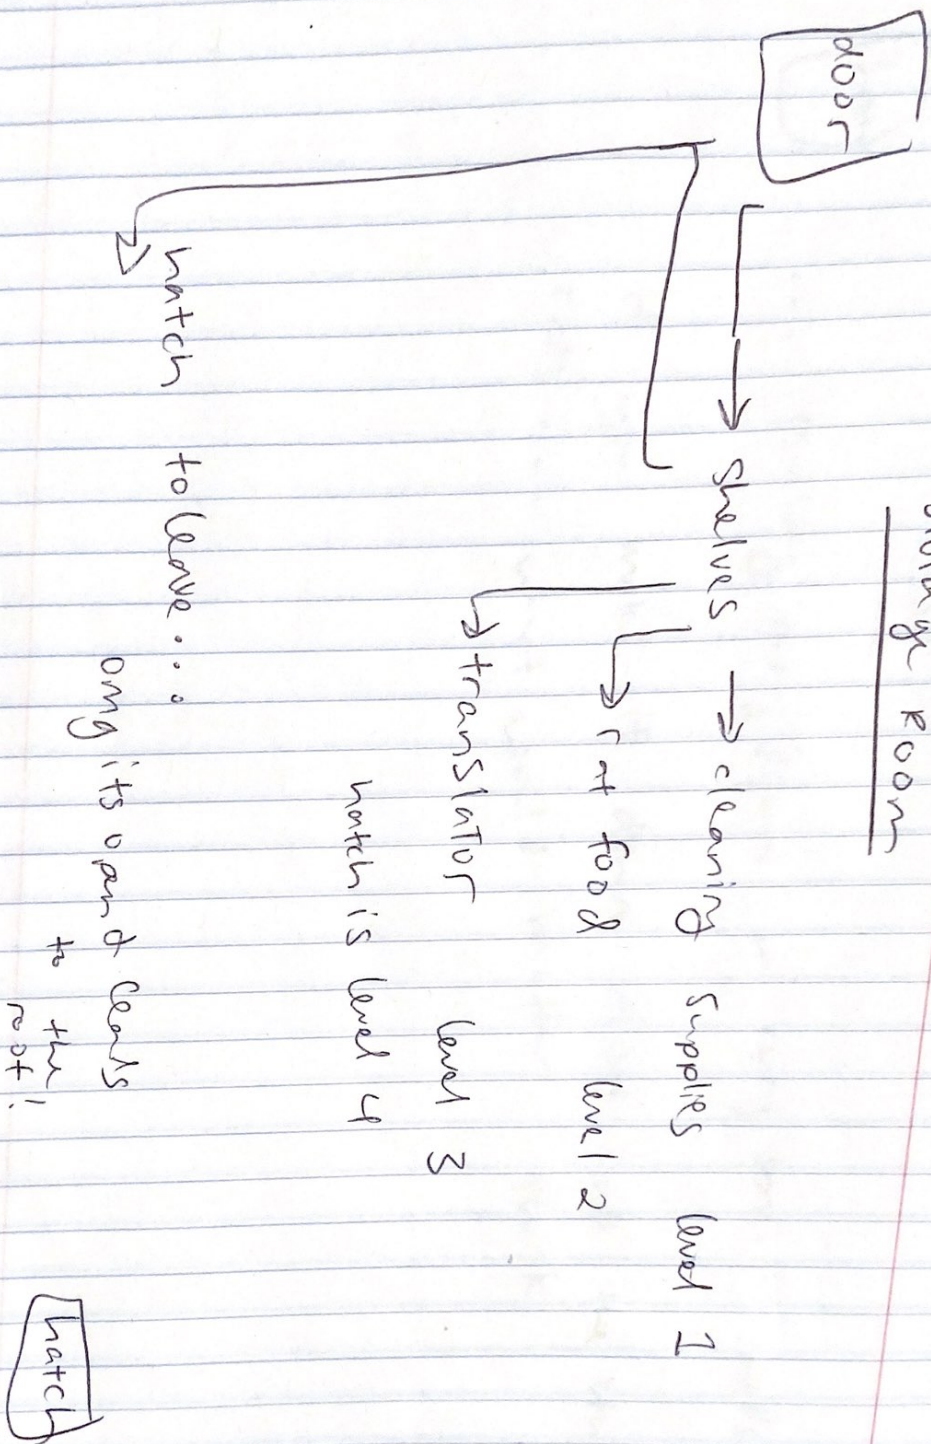 Storage Room
door
Shelves → cleaning supplies level 1
rat food level 2
translator level 3
hatch is level 4
hatch to leave...
omg its open & leads
to the
roof!
hatch